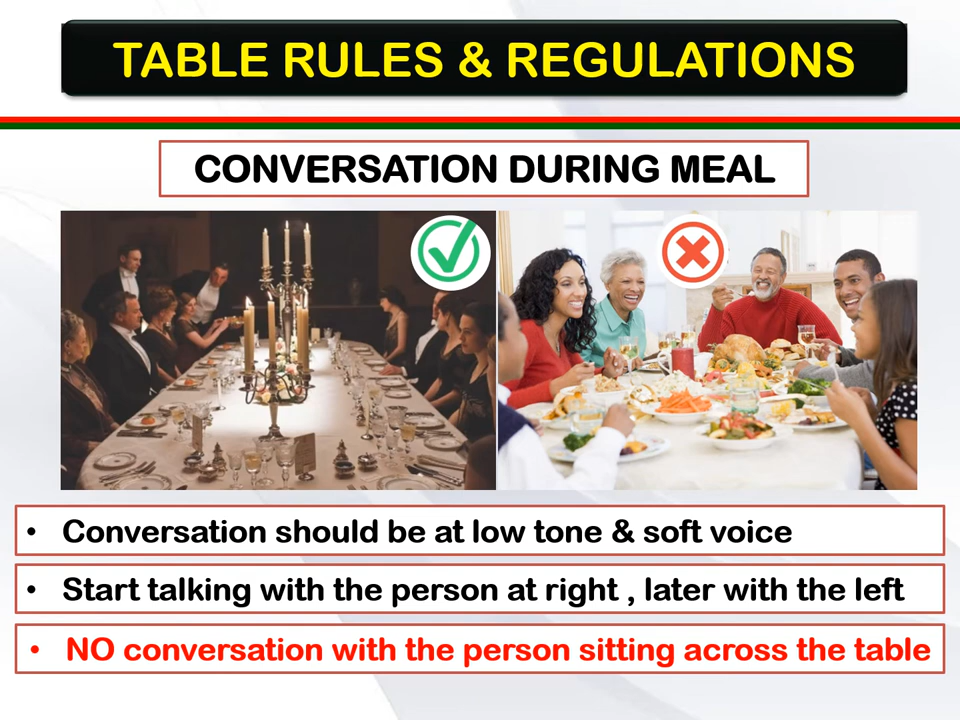 TABLE RULES & REGULATIONS
CONVERSATION DURING MEAL
• Conversation should be at low tone & soft voice
• Start talking with the person at right , later with the left
• NO conversation with the person sitting across the table